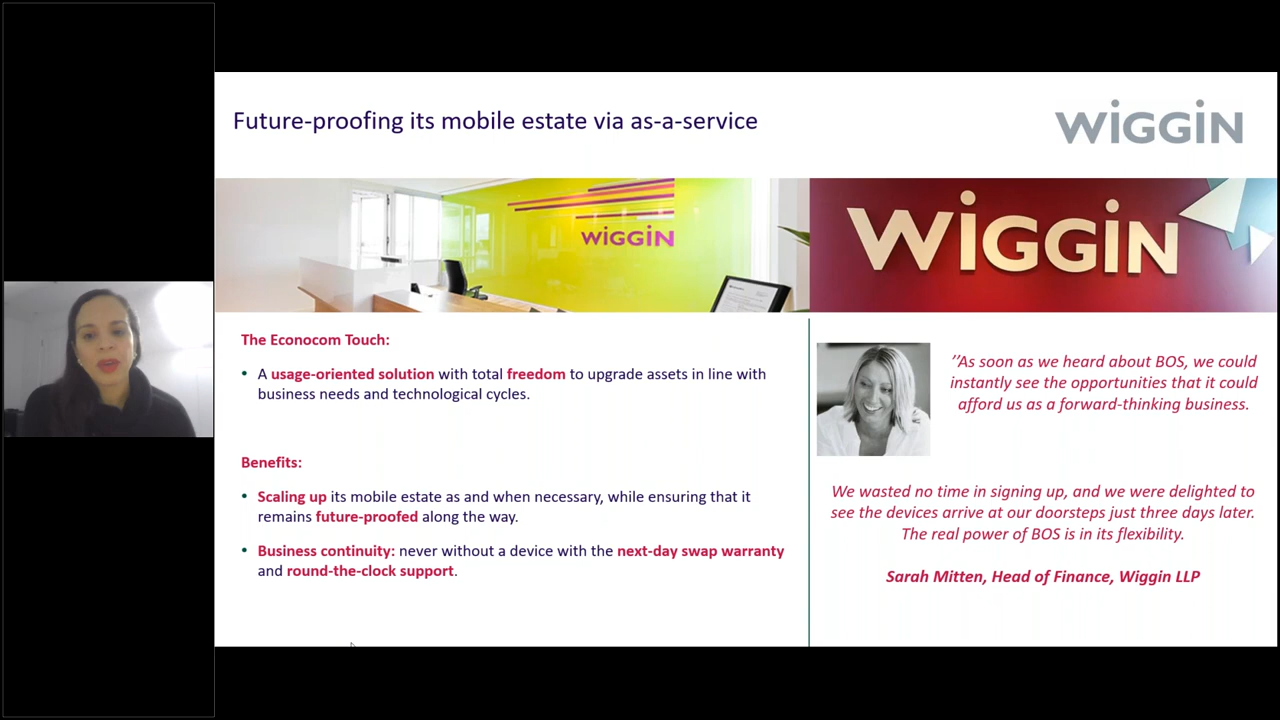 Future-proofing its mobile estate via as-a-service
WiGGiN
WiGGiN
WiGGiN
The Econocom Touch:
• A usage-oriented solution with total freedom to upgrade assets in line with
business needs and technological cycles.
Benefits:
• Scaling up its mobile estate as and when necessary, while ensuring that it
remains future-proofed along the way.
• Business continuity: never without a device with the next-day swap warranty
and round-the-clock support.
’’As soon as we heard about BOS, we could
instantly see the opportunities that it could
afford us as a forward-thinking business.
We wasted no time in signing up, and we were delighted to
see the devices arrive at our doorsteps just three days later.
The real power of BOS is in its flexibility.
Sarah Mitten, Head of Finance, Wiggin LLP